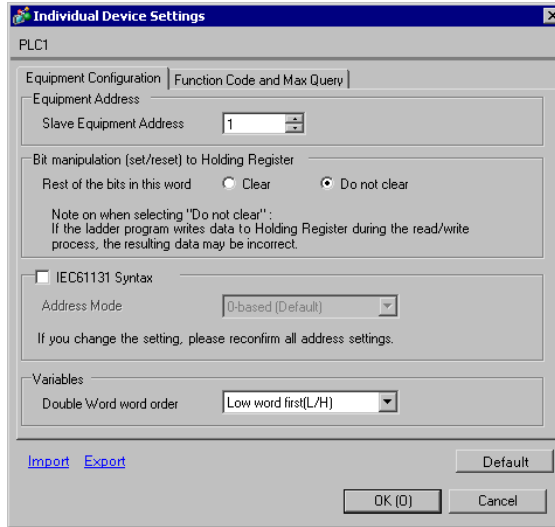 Individual Device Settings
PLC1
Equipment Configuration Function Code and Max Query
Equipment Address
Slave Equipment Address 1
Bit manipulation (set/reset) to Holding Register
Rest of the bits in this word Clear Do not clear
Note on when selecting "Do not clear" :
If the ladder program writes data to Holding Register during the read/write
process, the resulting data may be incorrect.
IEC61131 Syntax
Address Mode 0-based (Default)
If you change the setting, please reconfirm all address settings.
Variables
Double Word word order Low word first(L/H)
Import Export Default
OK (O) Cancel